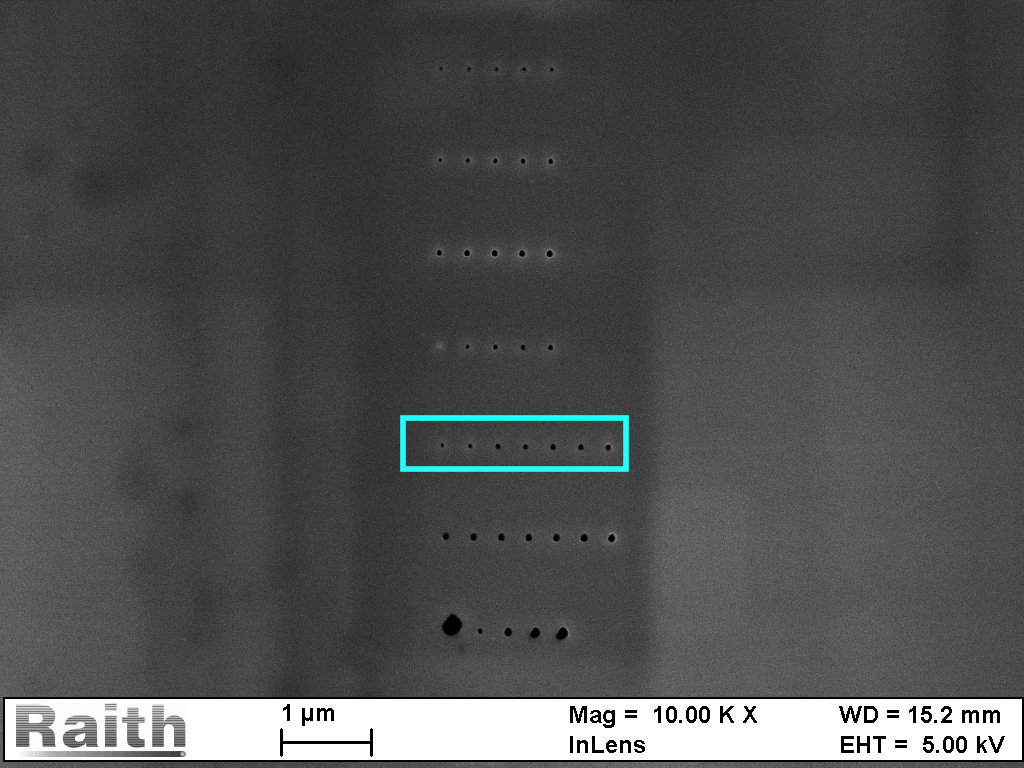 Raith
1 µm
Mag = 10.00 K X
WD = 15.2 mm
InLens
EHT = 5.00 kV